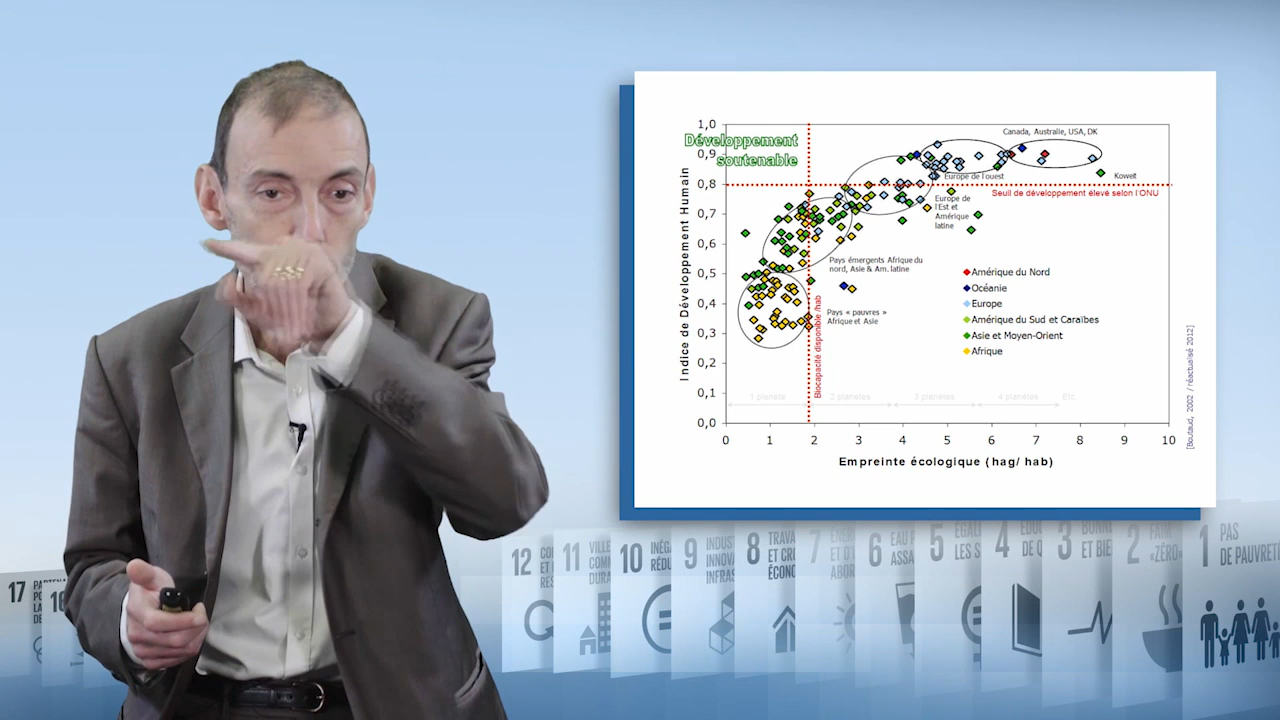 1,0
0,9
0,8
0,7
0,6
0,5
0,4
0,3
0,2
0,1
0,0
Indice de Développement Humain
Développement
soutenable
Canada, Australie, USA, DK
Europe de l'ouest
Koweit
Seuil de développement élevé selon l'ONU
Europe de
l'Est et
Amérique
latine
Pays émergents Afrique du
nord, Asie & Am. latine
Pays « pauvres »
Afrique et Asie
Biocapacité disponible /hab
Amérique du Nord
Océanie
Europe
Amérique du Sud et Caraïbes
Asie et Moyen-Orient
Afrique
1 planète
2 planètes
3 planètes
4 planètes
Etc.
0 1 2 3 4 5 6 7 8 9 10
Empreinte écologique (hag/ hab)
[Boutaud, 2002 / réactualisé 2012]
17
16
12
11
VILLE
10
9
8
7
6
EAU
5
4
3
2
FAIM
«ZÉRO»
1
PAS
DE PAUVRETÉ